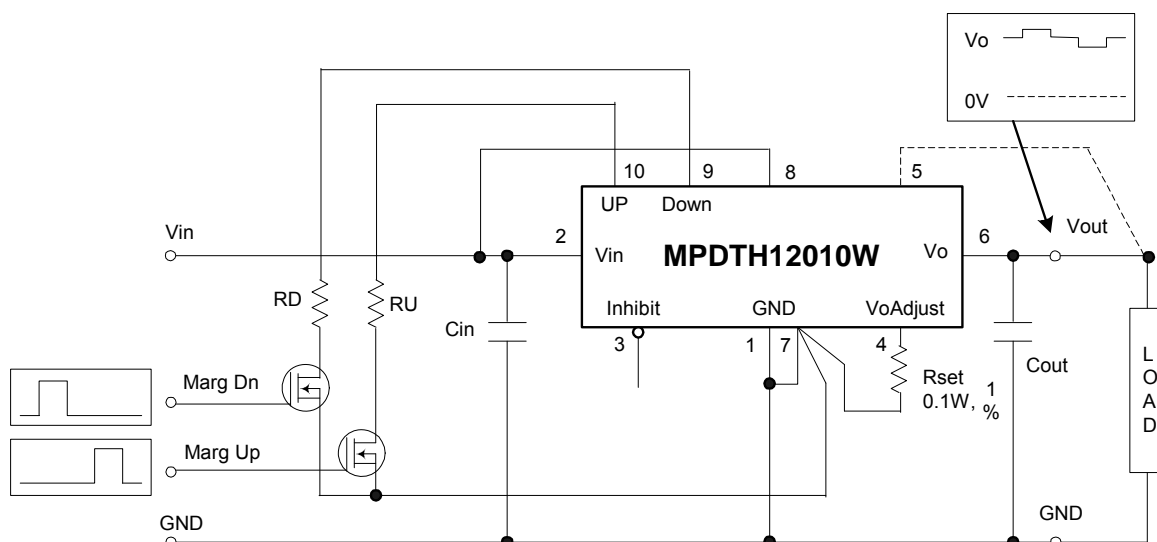 Vo
0V
10
9
8
5
UP
Down
Vin
2
Vin
MPDTH12010W
Vo
6
Vout
RD
RU
Cin
Inhibit
GND
VoAdjust
3
1
7
4
Rset
0.1W, 1 %
Cout
LOAD
Marg Dn
Marg Up
GND
GND